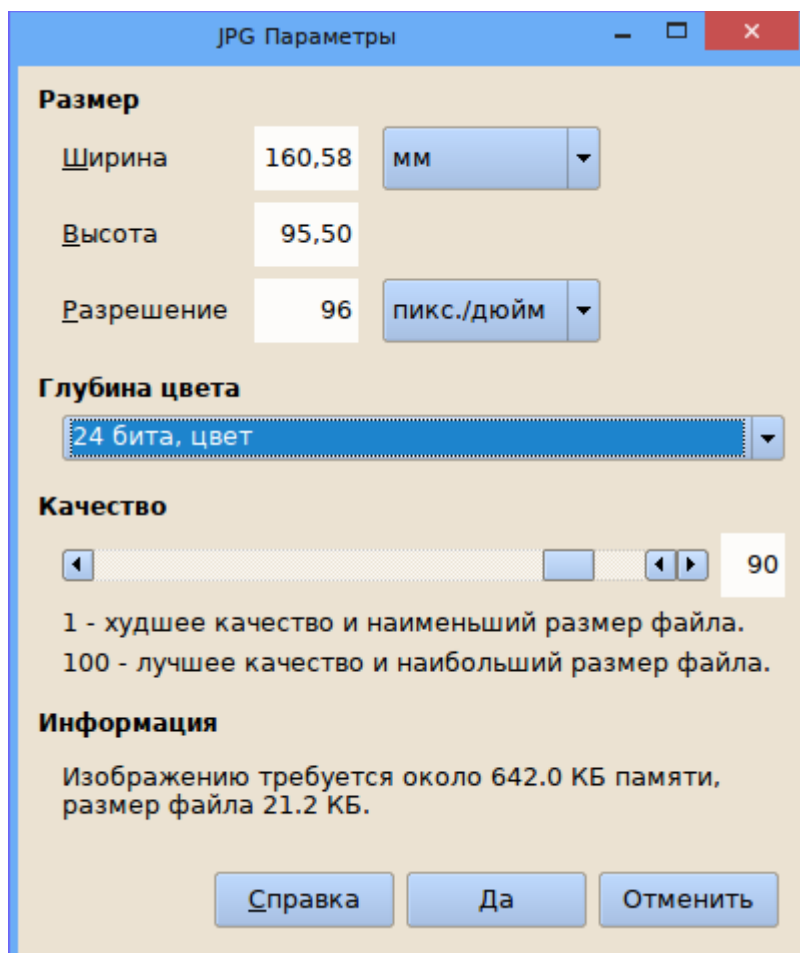 JPG Параметры
Размер
Ширина 160,58 мм
Высота 95,50
Разрешение 96 пикс./дюйм
Глубина цвета
24 бита, цвет
Качество
90
1 - худшее качество и наименьший размер файла.
100 - лучшее качество и наибольший размер файла.
Информация
Изображению требуется около 642.0 КБ памяти,
размер файла 21.2 КБ.
Справка Да Отменить